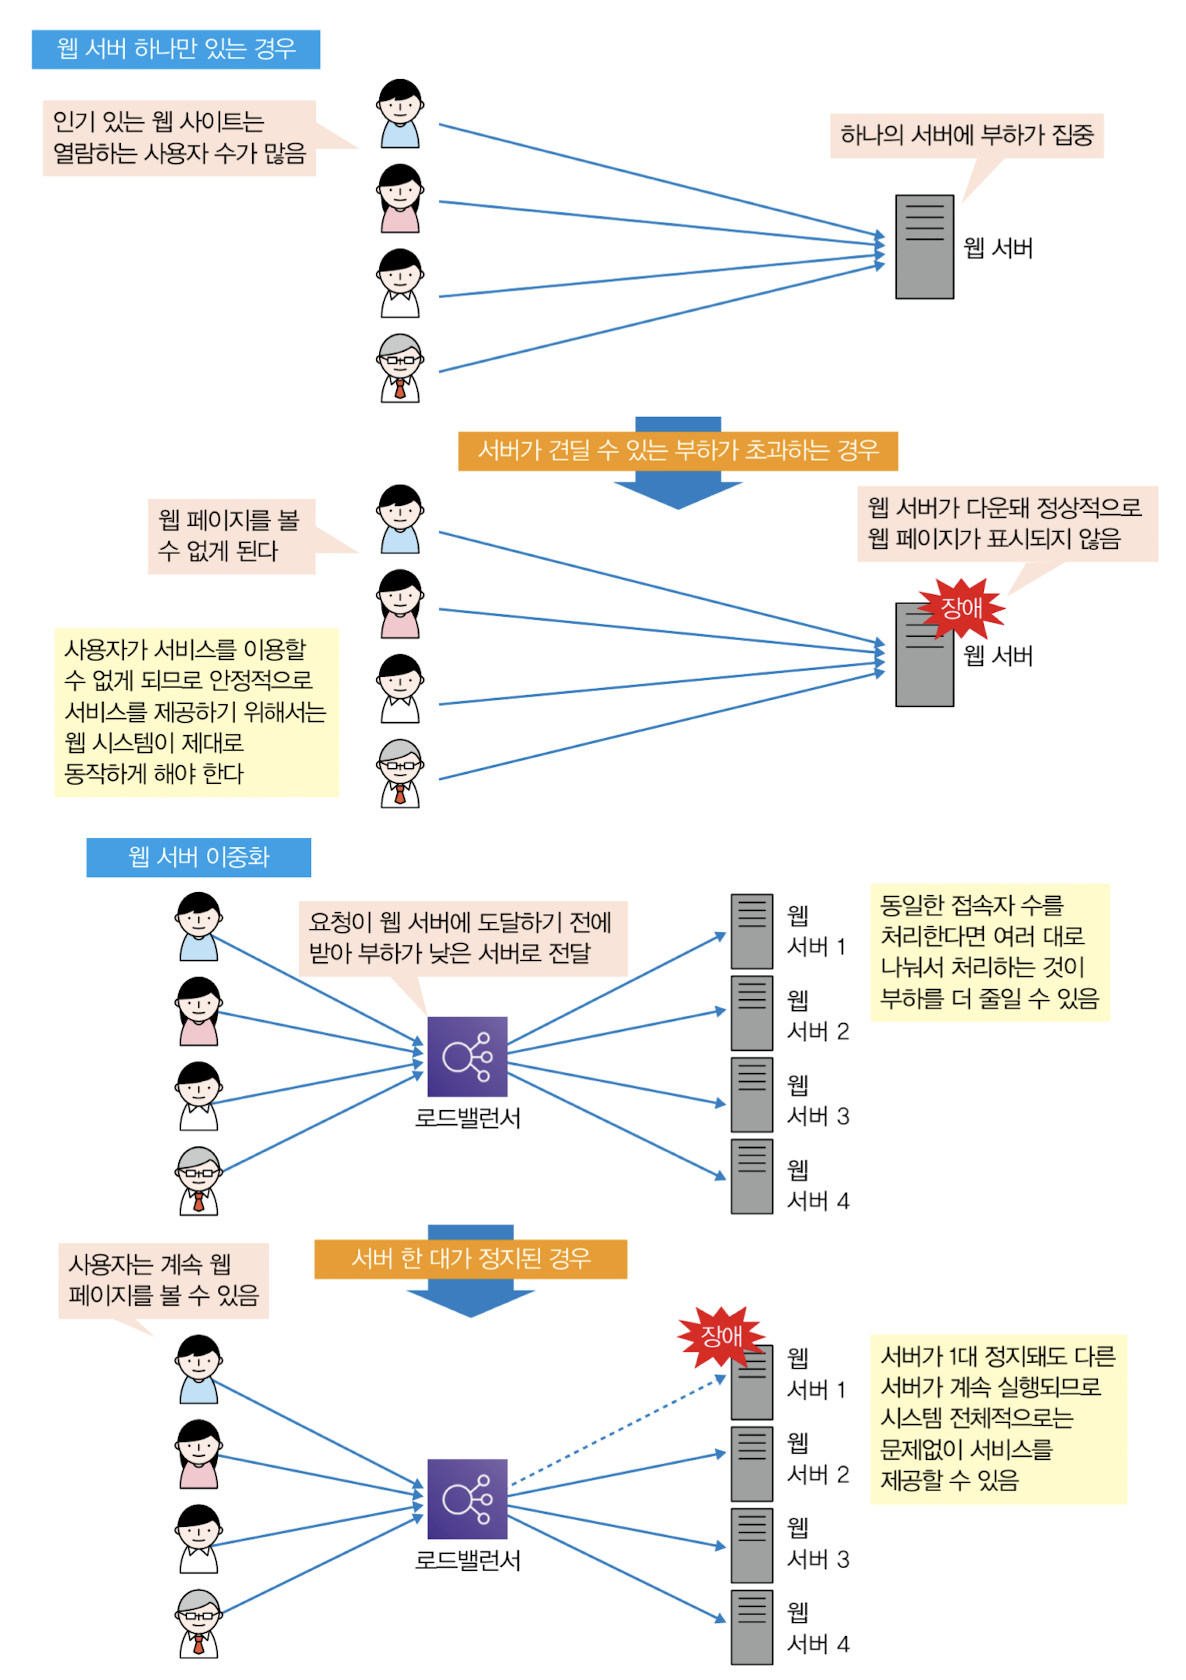 웹 서버 하나만 있는 경우
인기 있는 웹 사이트는
열람하는 사용자 수가 많음
하나의 서버에 부하가 집중
웹 서버
서버가 견딜 수 있는 부하가 초과하는 경우
웹 페이지를 볼
수 없게 된다
웹 서버가 다운돼 정상적으로
웹 페이지가 표시되지 않음
장애
웹 서버
사용자가 서비스를 이용할
수 없게 되므로 안정적으로
서비스를 제공하기 위해서는
웹 시스템이 제대로
동작하게 해야 한다
웹 서버 이중화
요청이 웹 서버에 도달하기 전에
받아 부하가 낮은 서버로 전달
로드밸런서
웹
서버 1
웹
서버 2
웹
서버 3
웹
서버 4
동일한 접속자 수를
처리한다면 여러 대로
나눠서 처리하는 것이
부하를 더 줄일 수 있음
서버 한 대가 정지된 경우
사용자는 계속 웹
페이지를 볼 수 있음
로드밸런서
장애
웹
서버 1
웹
서버 2
웹
서버 3
웹
서버 4
서버가 1대 정지돼도 다른
서버가 계속 실행되므로
시스템 전체적으로는
문제없이 서비스를
제공할 수 있음